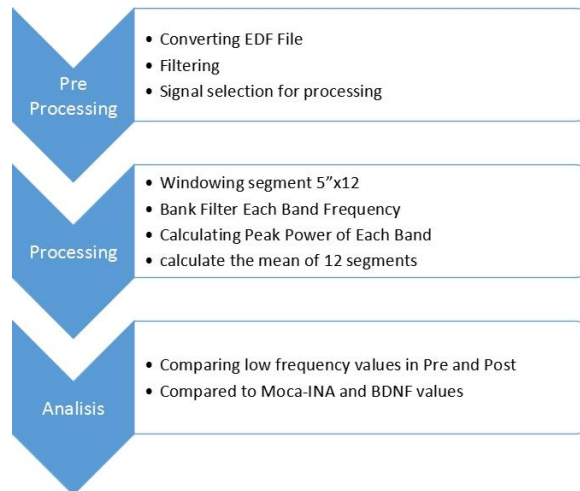 Pre
Processing
• Converting EDF File
• Filtering
• Signal selection for processing
Processing
• Windowing segment 5”x12
• Bank Filter Each Band Frequency
• Calculating Peak Power of Each Band
• calculate the mean of 12 segments
Analisis
• Comparing low frequency values in Pre and Post
• Compared to Moca-INA and BDNF values